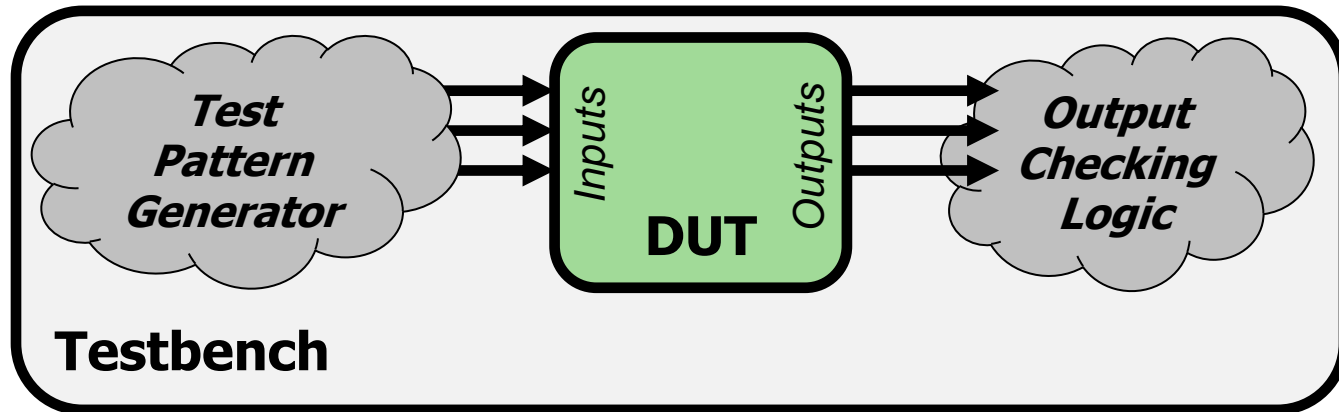 Test
Pattern
Generator
Inputs
DUT
Outputs
Output
Checking
Logic
Testbench